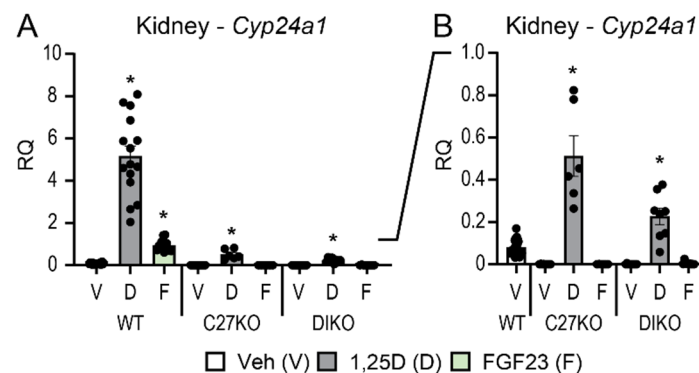 A
Kidney - Cyp24a1
RQ
10
8
6
4
2
0
*
*
*
*
V D F V D F V D F
WT C27KO DIKO
B
Kidney - Cyp24a1
RQ
1.0
0.8
0.6
0.4
0.2
0
*
*
V V D F V D F
WT C27KO DIKO
Veh (V) 1,25D (D) FGF23 (F)